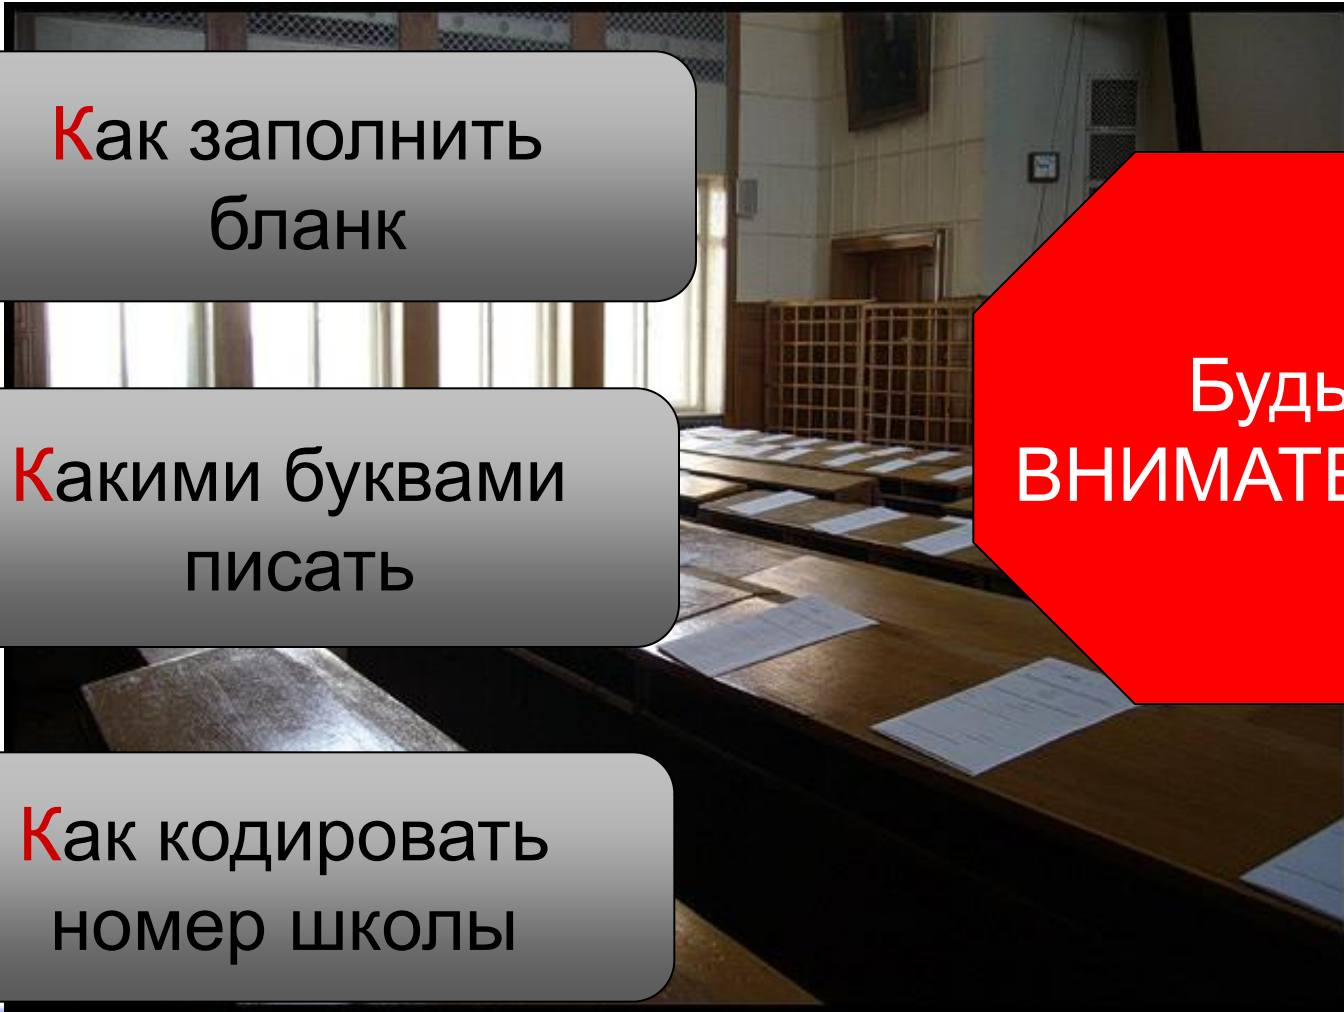 Как заполнить
бланк
Какими буквами
писать
Как кодировать
номер школы